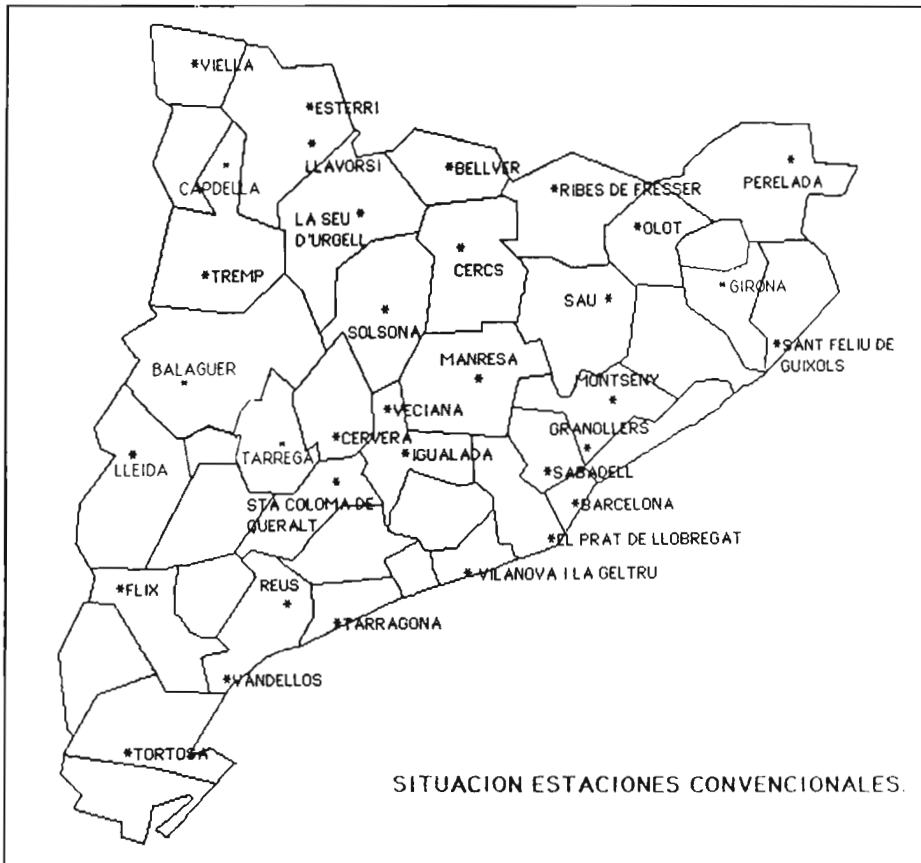 *VIELLA
*ESTERRI
*
LLAVORSI
*
CAPDELLA
*BELLVER
*RIBES DE FRESSER
*
PERELADA
LA SEU *
D'URGELL
*OLOT
*
CERCS
*TREMP
SAU *
*GIRONA
*
SOLSONA
*SANT FELIU DE
GUIXOLS
MANRESA
*
BALAGUER
*
MONTSENY
*
*VECIANA
*CERVERA
GRANOLLERS
*
*
LLEIDA
*
TARREGA
*IGUALADA
*SABADELL
*
STA COLOMA DE
QUERALT
*BARCELONA
*EL PRAT DE LLOBREGAT
*VILANOVA I LA GELTRU
*FLIX
REUS
*
*TARRAGONA
*VANDELLOS
*TORTOSA
SITUACION ESTACIONES CONVENCIONALES.